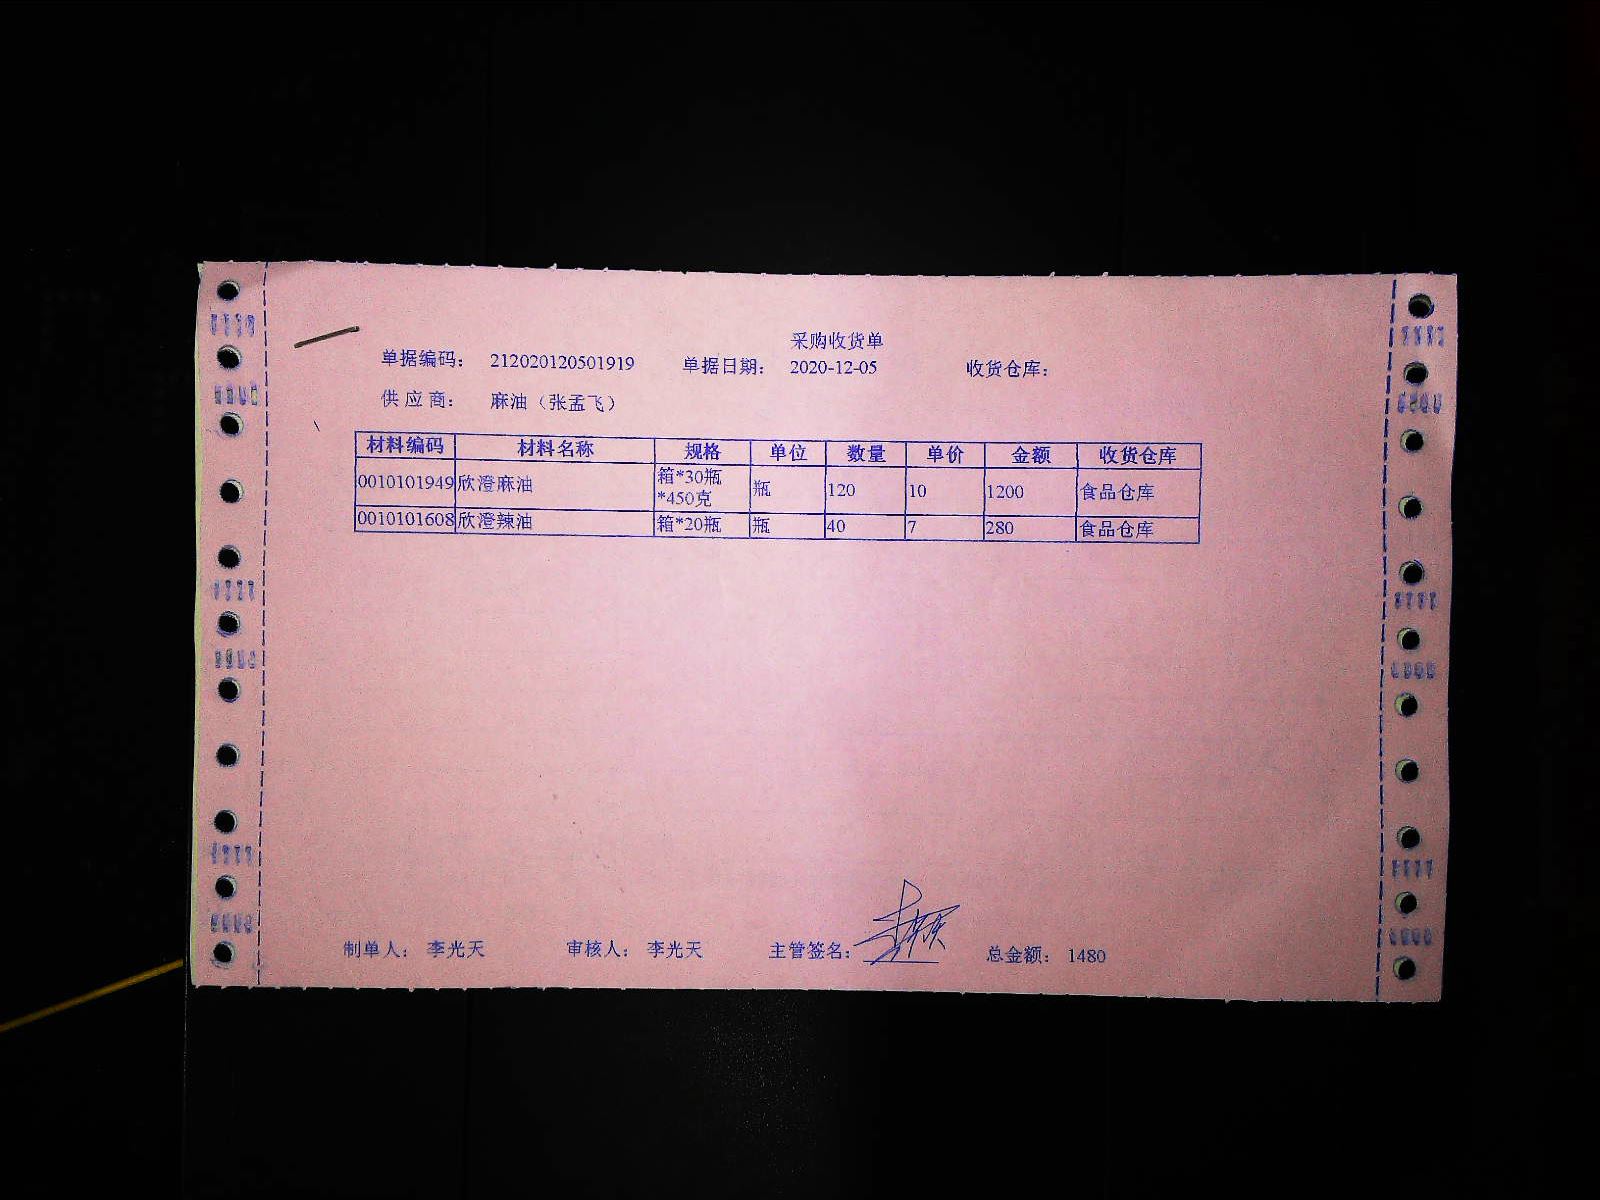 采购收货单
单据编码： 212020120501919 单据日期： 2020-12-05 收货仓库：
供应商： 麻油（张孟飞）
材料编码 材料名称 规格 单位 数量 单价 金额 收货仓库
0010101949 欣澄麻油 箱*30瓶*450克 瓶 120 10 1200 食品仓库
0010101608 欣澄辣油 箱*20瓶 瓶 40 7 280 食品仓库
制单人： 李光天 审核人： 李光天 主管签名： 总金额： 1480